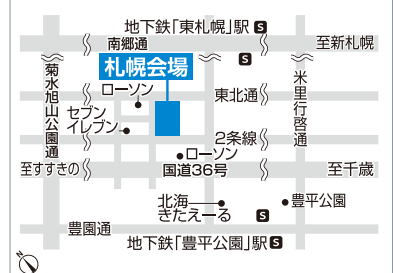 地下鉄「東札幌」駅 S
南郷通
至新札幌
S
札幌会場
菊水旭山公園通
ローソン
東北通
米里行啓通
セブン
イレブン
2条線
ローソン
至すすきの
国道36号
至千歳
北海
きたえーる
豊平公園
S
豊園通
地下鉄「豊平公園」駅 S
N